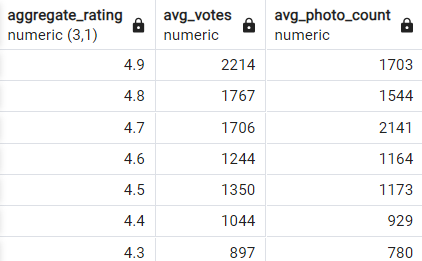 aggregate_rating avg_votes avg_photo_count
numeric (3,1) numeric numeric
4.9 2214 1703
4.8 1767 1544
4.7 1706 2141
4.6 1244 1164
4.5 1350 1173
4.4 1044 929
4.3 897 780